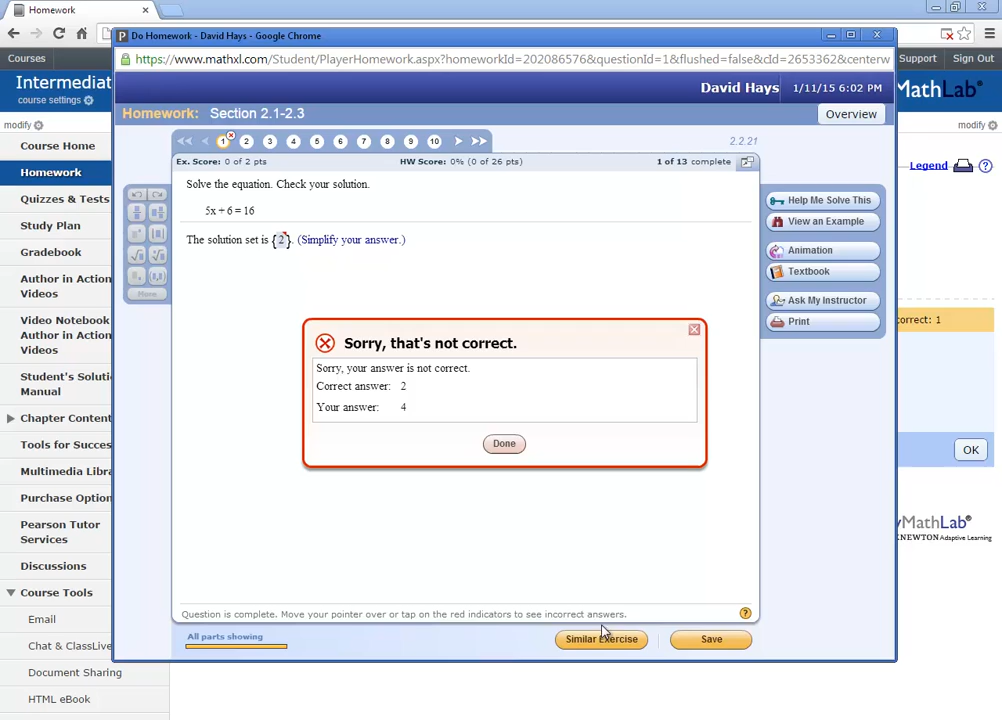 Homework
Courses
Support
Sign Out
Intermediat
course settings
MathLab®
modify
modify
Course Home
Homework
Quizzes & Tests
Study Plan
Gradebook
Author in Action
Videos
Video Notebook
Author in Action
Videos
Student's Soluti
Manual
Chapter Content
Tools for Succes
Multimedia Libra
Purchase Option
Pearson Tutor
Services
Discussions
Course Tools
Email
Chat & ClassLive
Document Sharing
HTML eBook
Do Homework - David Hays - Google Chrome
https://www.mathxl.com/Student/PlayerHomework.aspx?homeworkId=202086576&questionId=1&flushed=false&cId=2653362&centerw
David Hays 1/11/15 6:02 PM
Homework: Section 2.1-2.3
Overview
1 2 3 4 5 6 7 8 9 10
2.2.21
Ex. Score: 0 of 2 pts HW Score: 0% (0 of 26 pts) 1 of 13 complete
Solve the equation. Check your solution.
5x + 6 = 16
The solution set is {2}. (Simplify your answer.)
More
Sorry, that's not correct.
Sorry, your answer is not correct.
Correct answer: 2
Your answer: 4
Done
Question is complete. Move your pointer over or tap on the red indicators to see incorrect answers.
?
All parts showing
Similar Exercise
Save
Help Me Solve This
View an Example
Animation
Textbook
Ask My Instructor
Print
Legend
?
orrect: 1
OK
yMathLab®
KNEWTON Adaptive Learning